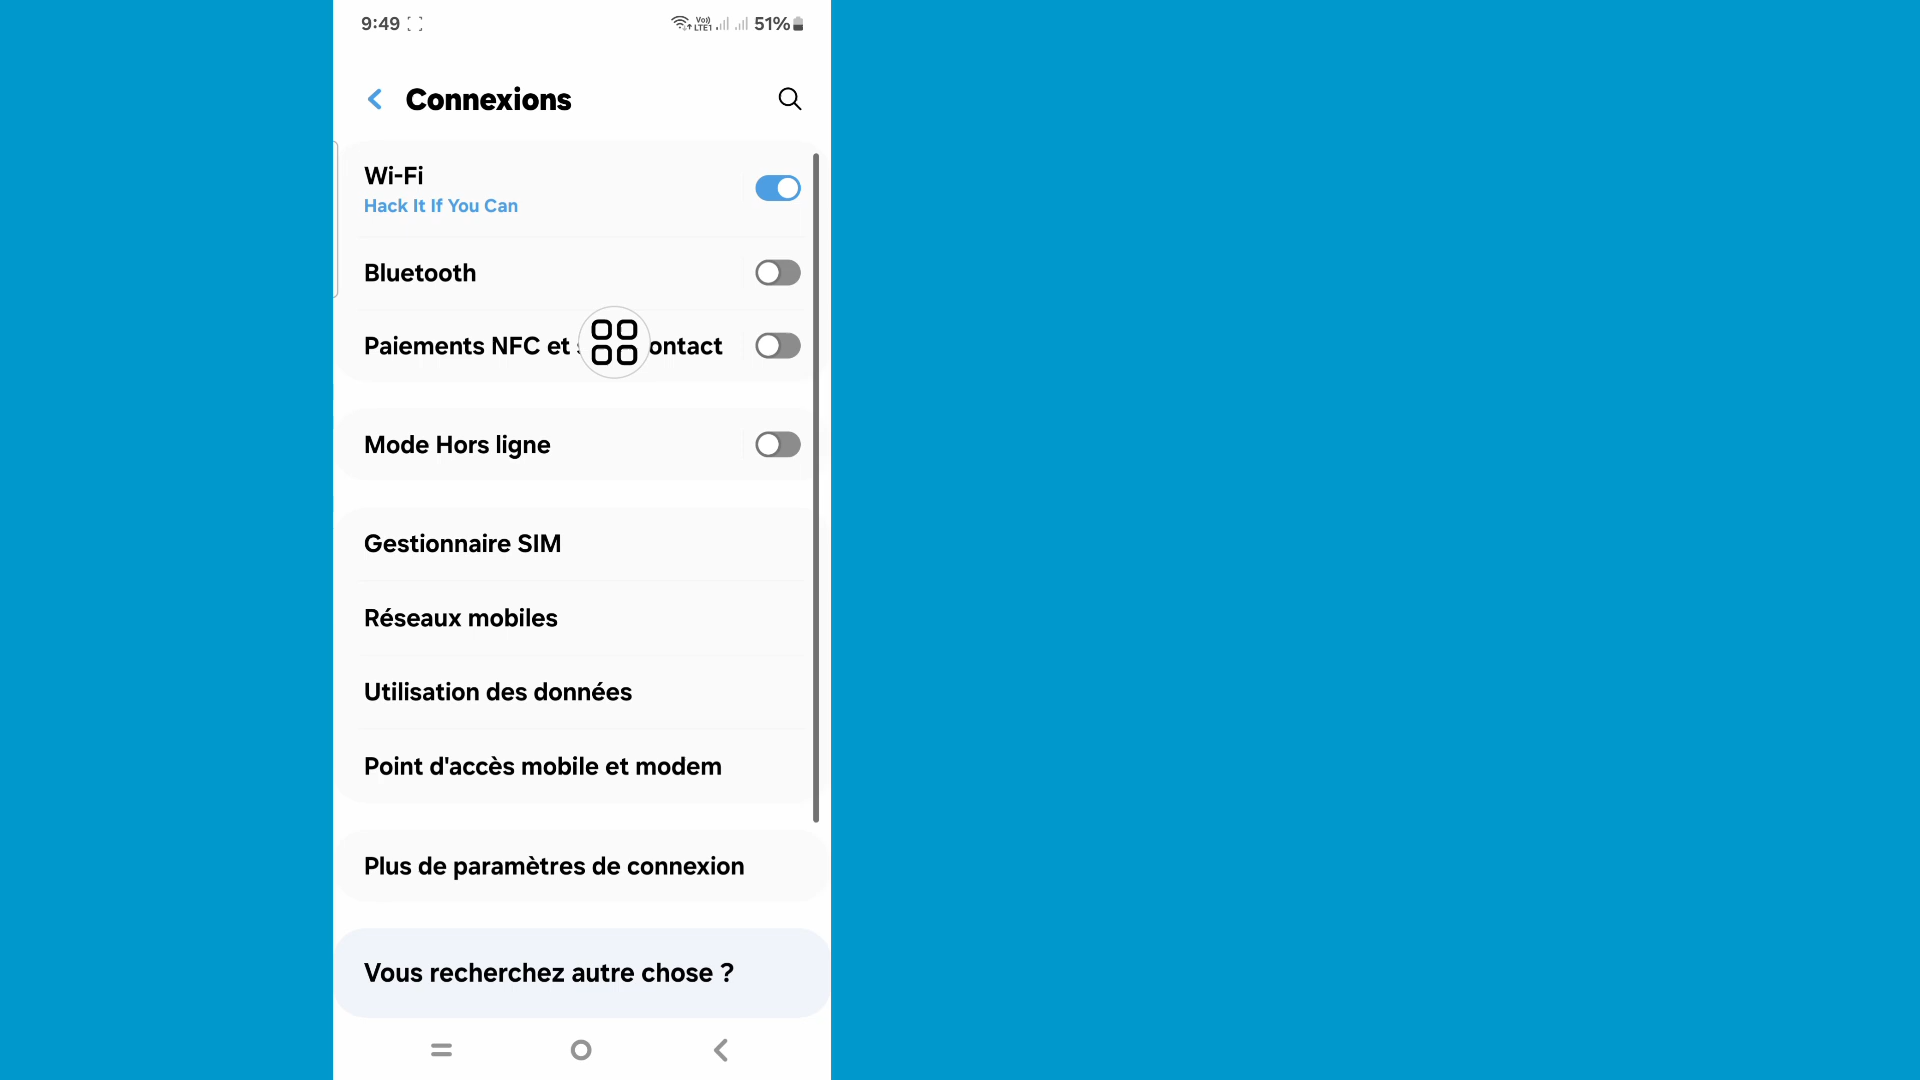 9:49
Vo)) LTE1 51%
Connexions
Wi-Fi
Hack It If You Can
Bluetooth
Paiements NFC et ontact
Mode Hors ligne
Gestionnaire SIM
Réseaux mobiles
Utilisation des données
Point d'accès mobile et modem
Plus de paramètres de connexion
Vous recherchez autre chose ?